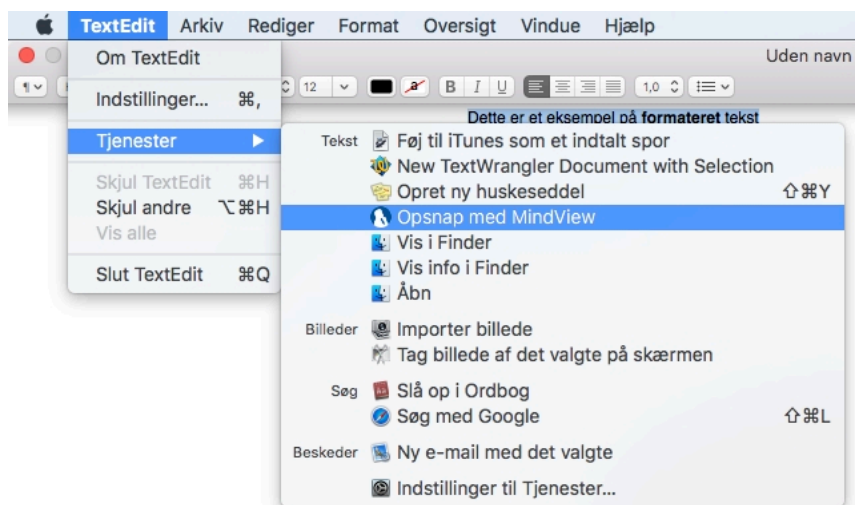 TextEdit Arkiv Rediger Format Oversigt Vindue Hjælp
Uden navn
12 B I U 1,0
Dette er et eksempel på formateret tekst
Om TextEdit
Indstillinger... ⌘,
Tjenester ▶
Skjul TextEdit ⌘H
Skjul andre ⌥⌘H
Vis alle
Slut TextEdit ⌘Q
Tekst Føj til iTunes som et indtalt spor
New TextWrangler Document with Selection
Opret ny huskeseddel ⇧⌘Y
Opsnap med MindView
Vis i Finder
Vis info i Finder
Åbn
Billeder Importer billede
Tag billede af det valgte på skærmen
Søg Slå op i Ordbog
Søg med Google ⇧⌘L
Beskeder Ny e-mail med det valgte
Indstillinger til Tjenester...